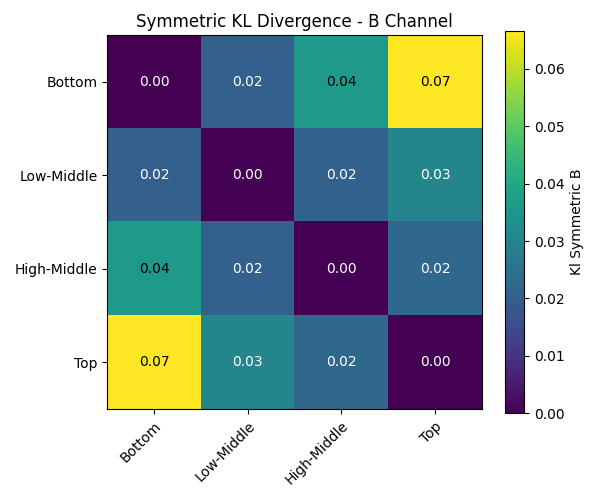 Symmetric KL Divergence - B Channel
Bottom 0.00 0.02 0.04 0.07
Low-Middle 0.02 0.00 0.02 0.03
High-Middle 0.04 0.02 0.00 0.02
Top 0.07 0.03 0.02 0.00
Bottom Low-Middle High-Middle Top
0.06
0.05
0.04
0.03
0.02
0.01
0.00
Kl Symmetric B